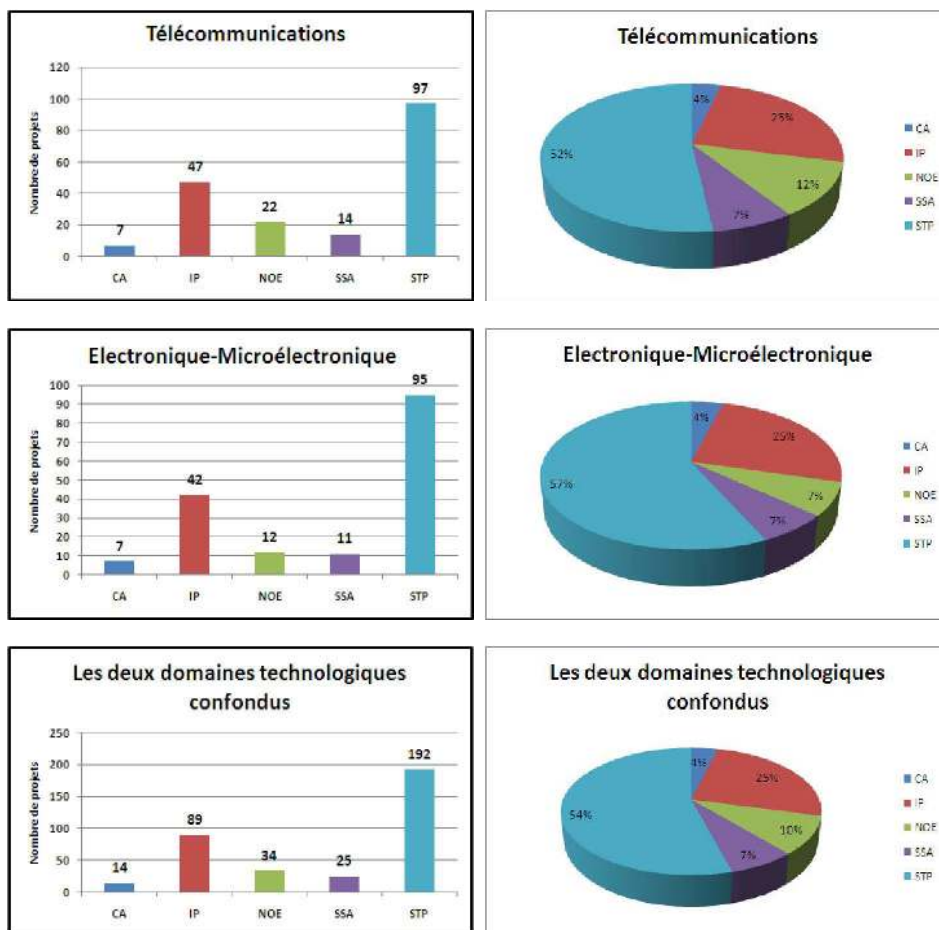 Télécommunications
Nombre de projets
120
100
80
60
40
20
0
7
47
22
14
97
CA IP NOE SSA STP
Télécommunications
4%
25%
12%
7%
52%
CA
IP
NOE
SSA
STP
Electronique-Microélectronique
Nombre de projets
100
90
80
70
60
50
40
30
20
10
0
7
42
12
11
95
CA IP NOE SSA STP
Electronique-Microélectronique
4%
25%
7%
7%
57%
CA
IP
NOE
SSA
STP
Les deux domaines technologiques
confondus
Nombre de projets
250
200
150
100
50
0
14
89
34
25
192
CA IP NOE SSA STP
Les deux domaines technologiques
confondus
4%
25%
10%
7%
54%
CA
IP
NOE
SSA
STP